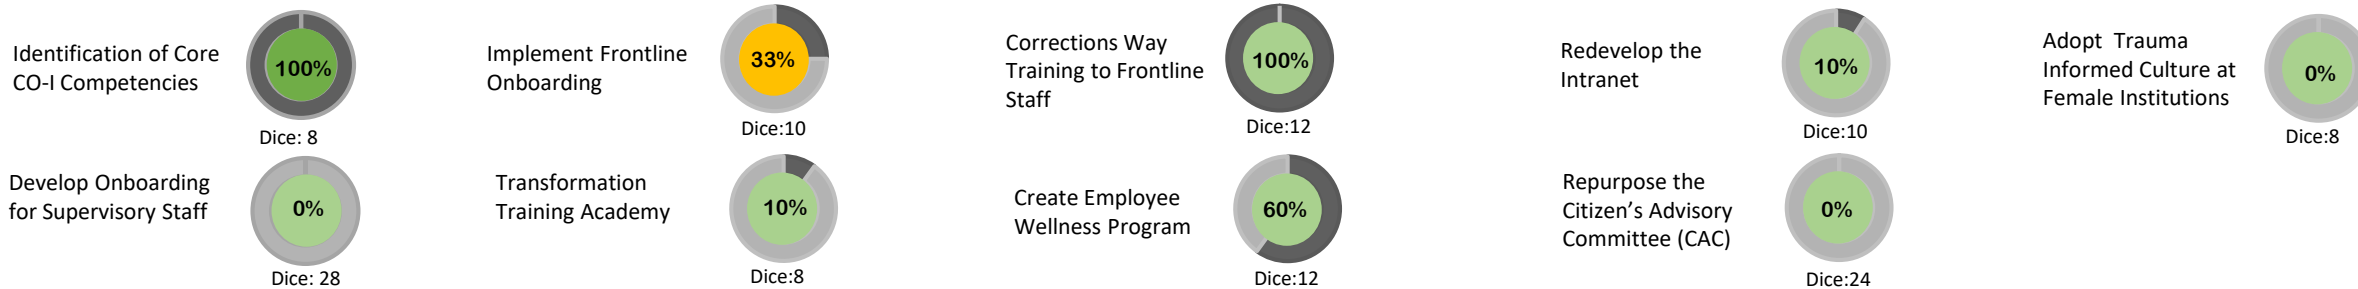 Identification of Core
CO-I Competencies
100%
Dice: 8
Implement Frontline
Onboarding
33%
Dice:10
Corrections Way
Training to Frontline
Staff
100%
Dice:12
Redevelop the
Intranet
10%
Dice:10
Adopt Trauma
Informed Culture at
Female Institutions
0%
Dice:8
Develop Onboarding
for Supervisory Staff
0%
Dice: 28
Transformation
Training Academy
10%
Dice:8
Create Employee
Wellness Program
60%
Dice:12
Repurpose the
Citizen’s Advisory
Committee (CAC)
0%
Dice:24